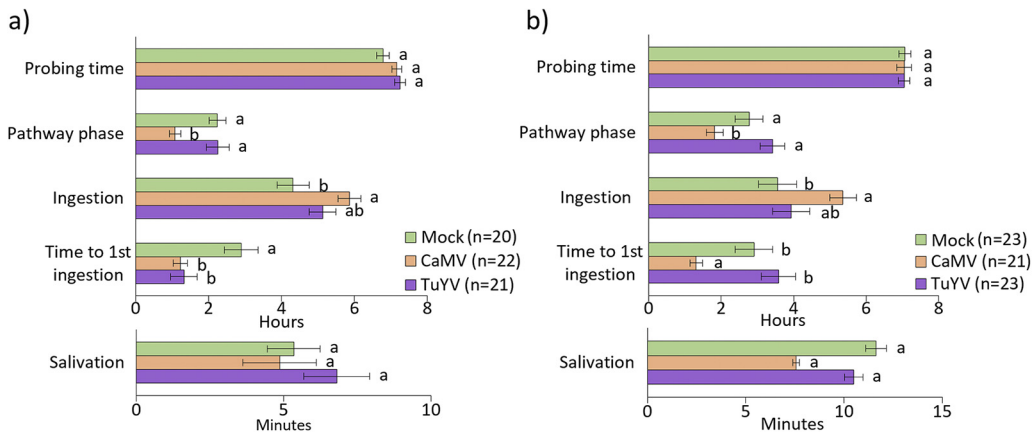 a)
Probing time
a
a
a
Pathway phase
a
b
a
Ingestion
b
a
ab
Time to 1st
ingestion
a
b
b
Mock (n=20)
CaMV (n=22)
TuYV (n=21)
0 2 4 6 8
Hours
Salivation
a
a
a
0 5 10
Minutes
b)
Probing time
a
a
a
Pathway phase
a
b
a
Ingestion
b
a
ab
Time to 1st
ingestion
b
a
b
Mock (n=23)
CaMV (n=21)
TuYV (n=23)
0 2 4 6 8
Hours
Salivation
a
a
a
0 5 10 15
Minutes